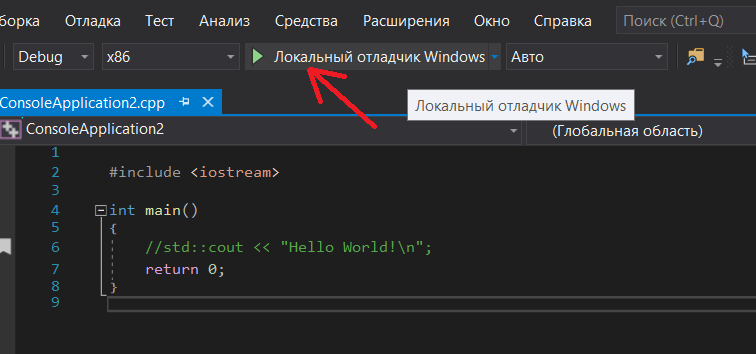 борка Отладка Тест Анализ Средства Расширения Окно Справка Поиск (Ctrl+Q)
Debug x86 Локальный отладчик Windows Авто
ConsoleApplication2.cpp Локальный отладчик Windows
ConsoleApplication2 (Глобальная область)
1
2 #include <iostream>
3
4 int main()
5 {
6 //std::cout << "Hello World!\n";
7 return 0;
8 }
9